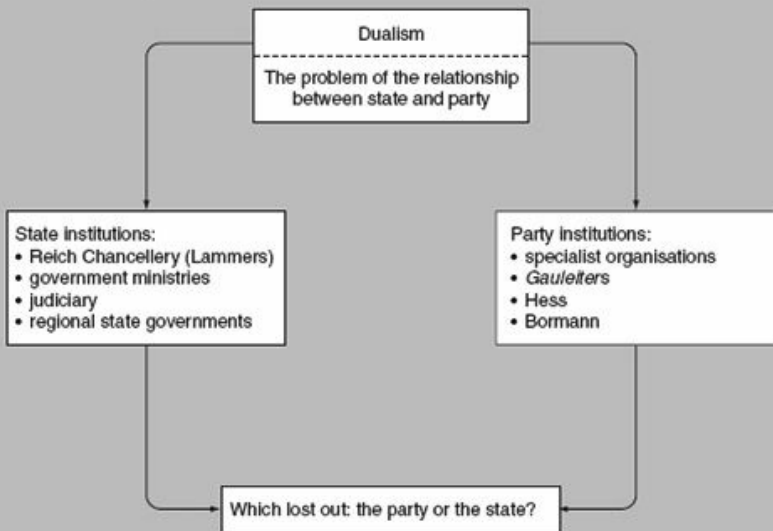 Dualism
The problem of the relationship
between state and party
State institutions:
• Reich Chancellery (Lammers)
• government ministries
• judiciary
• regional state governments
Party institutions:
• specialist organisations
• Gauleiters
• Hess
• Bormann
Which lost out: the party or the state?